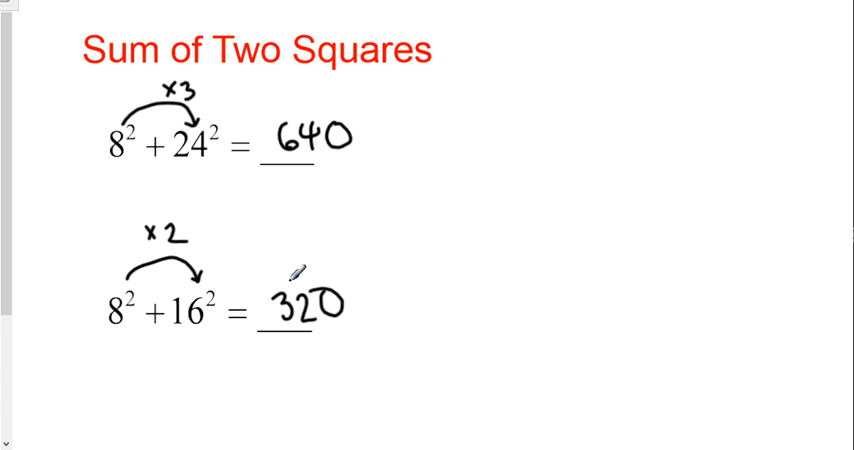 Sum of Two Squares
×3
8² + 24² = 640
×2
8² + 16² = 320